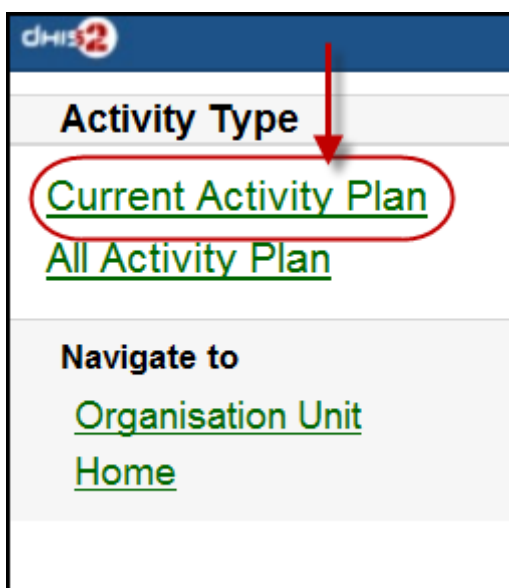 dHIS2
Activity Type
Current Activity Plan
All Activity Plan
Navigate to
Organisation Unit
Home